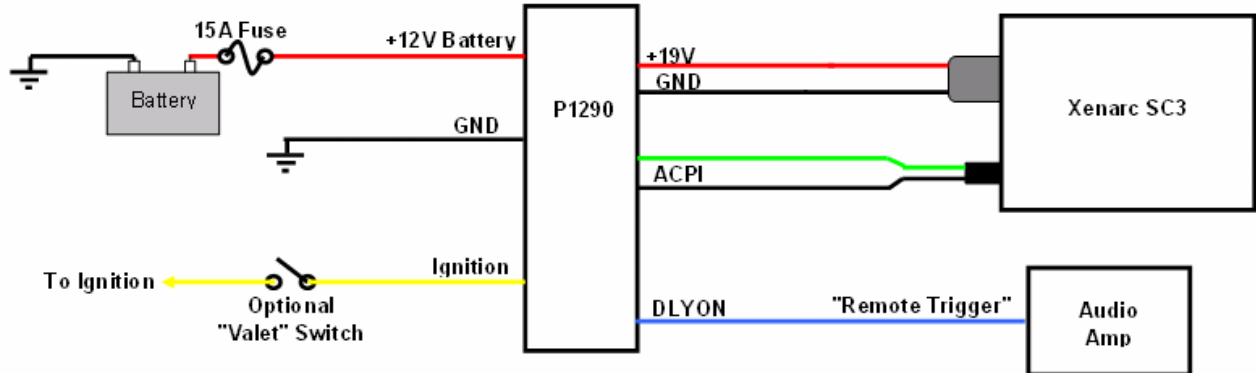 15A Fuse
+12V Battery
Battery
GND
To Ignition
Optional
"Valet" Switch
Ignition
P1290
+19V
GND
ACPI
DLYON
"Remote Trigger"
Xenarc SC3
Audio
Amp